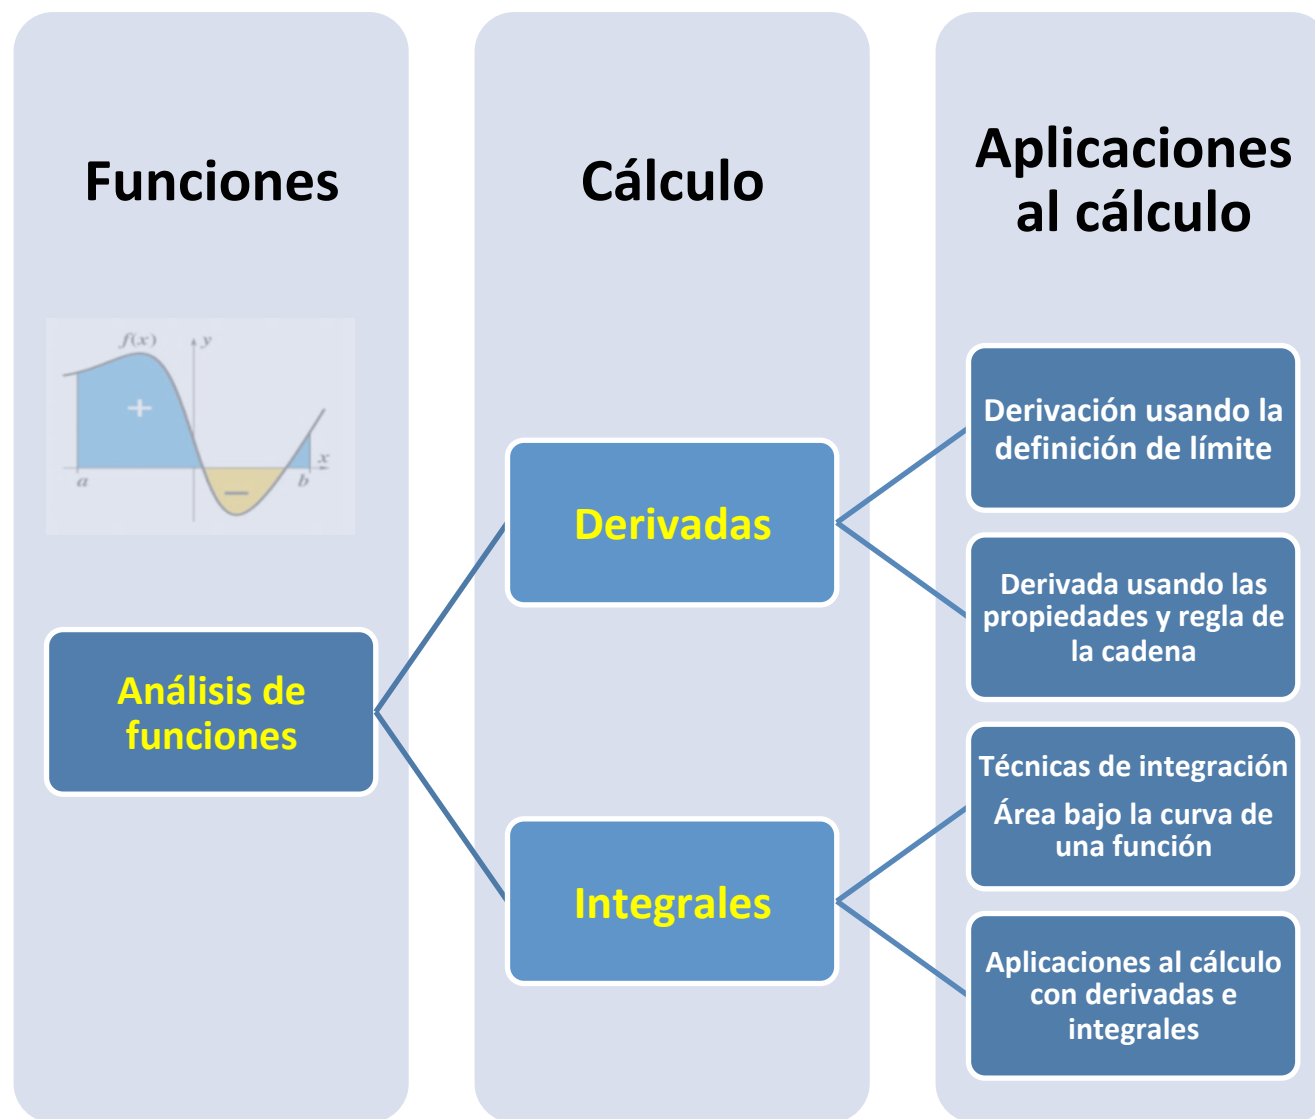 Funciones
f(x)
y
+
x
a
−
b
Análisis de
funciones
Cálculo
Derivadas
Integrales
Aplicaciones
al cálculo
Derivación usando la
definición de límite
Derivada usando las
propiedades y regla de
la cadena
Técnicas de integración
Área bajo la curva de
una función
Aplicaciones al cálculo
con derivadas e
integrales